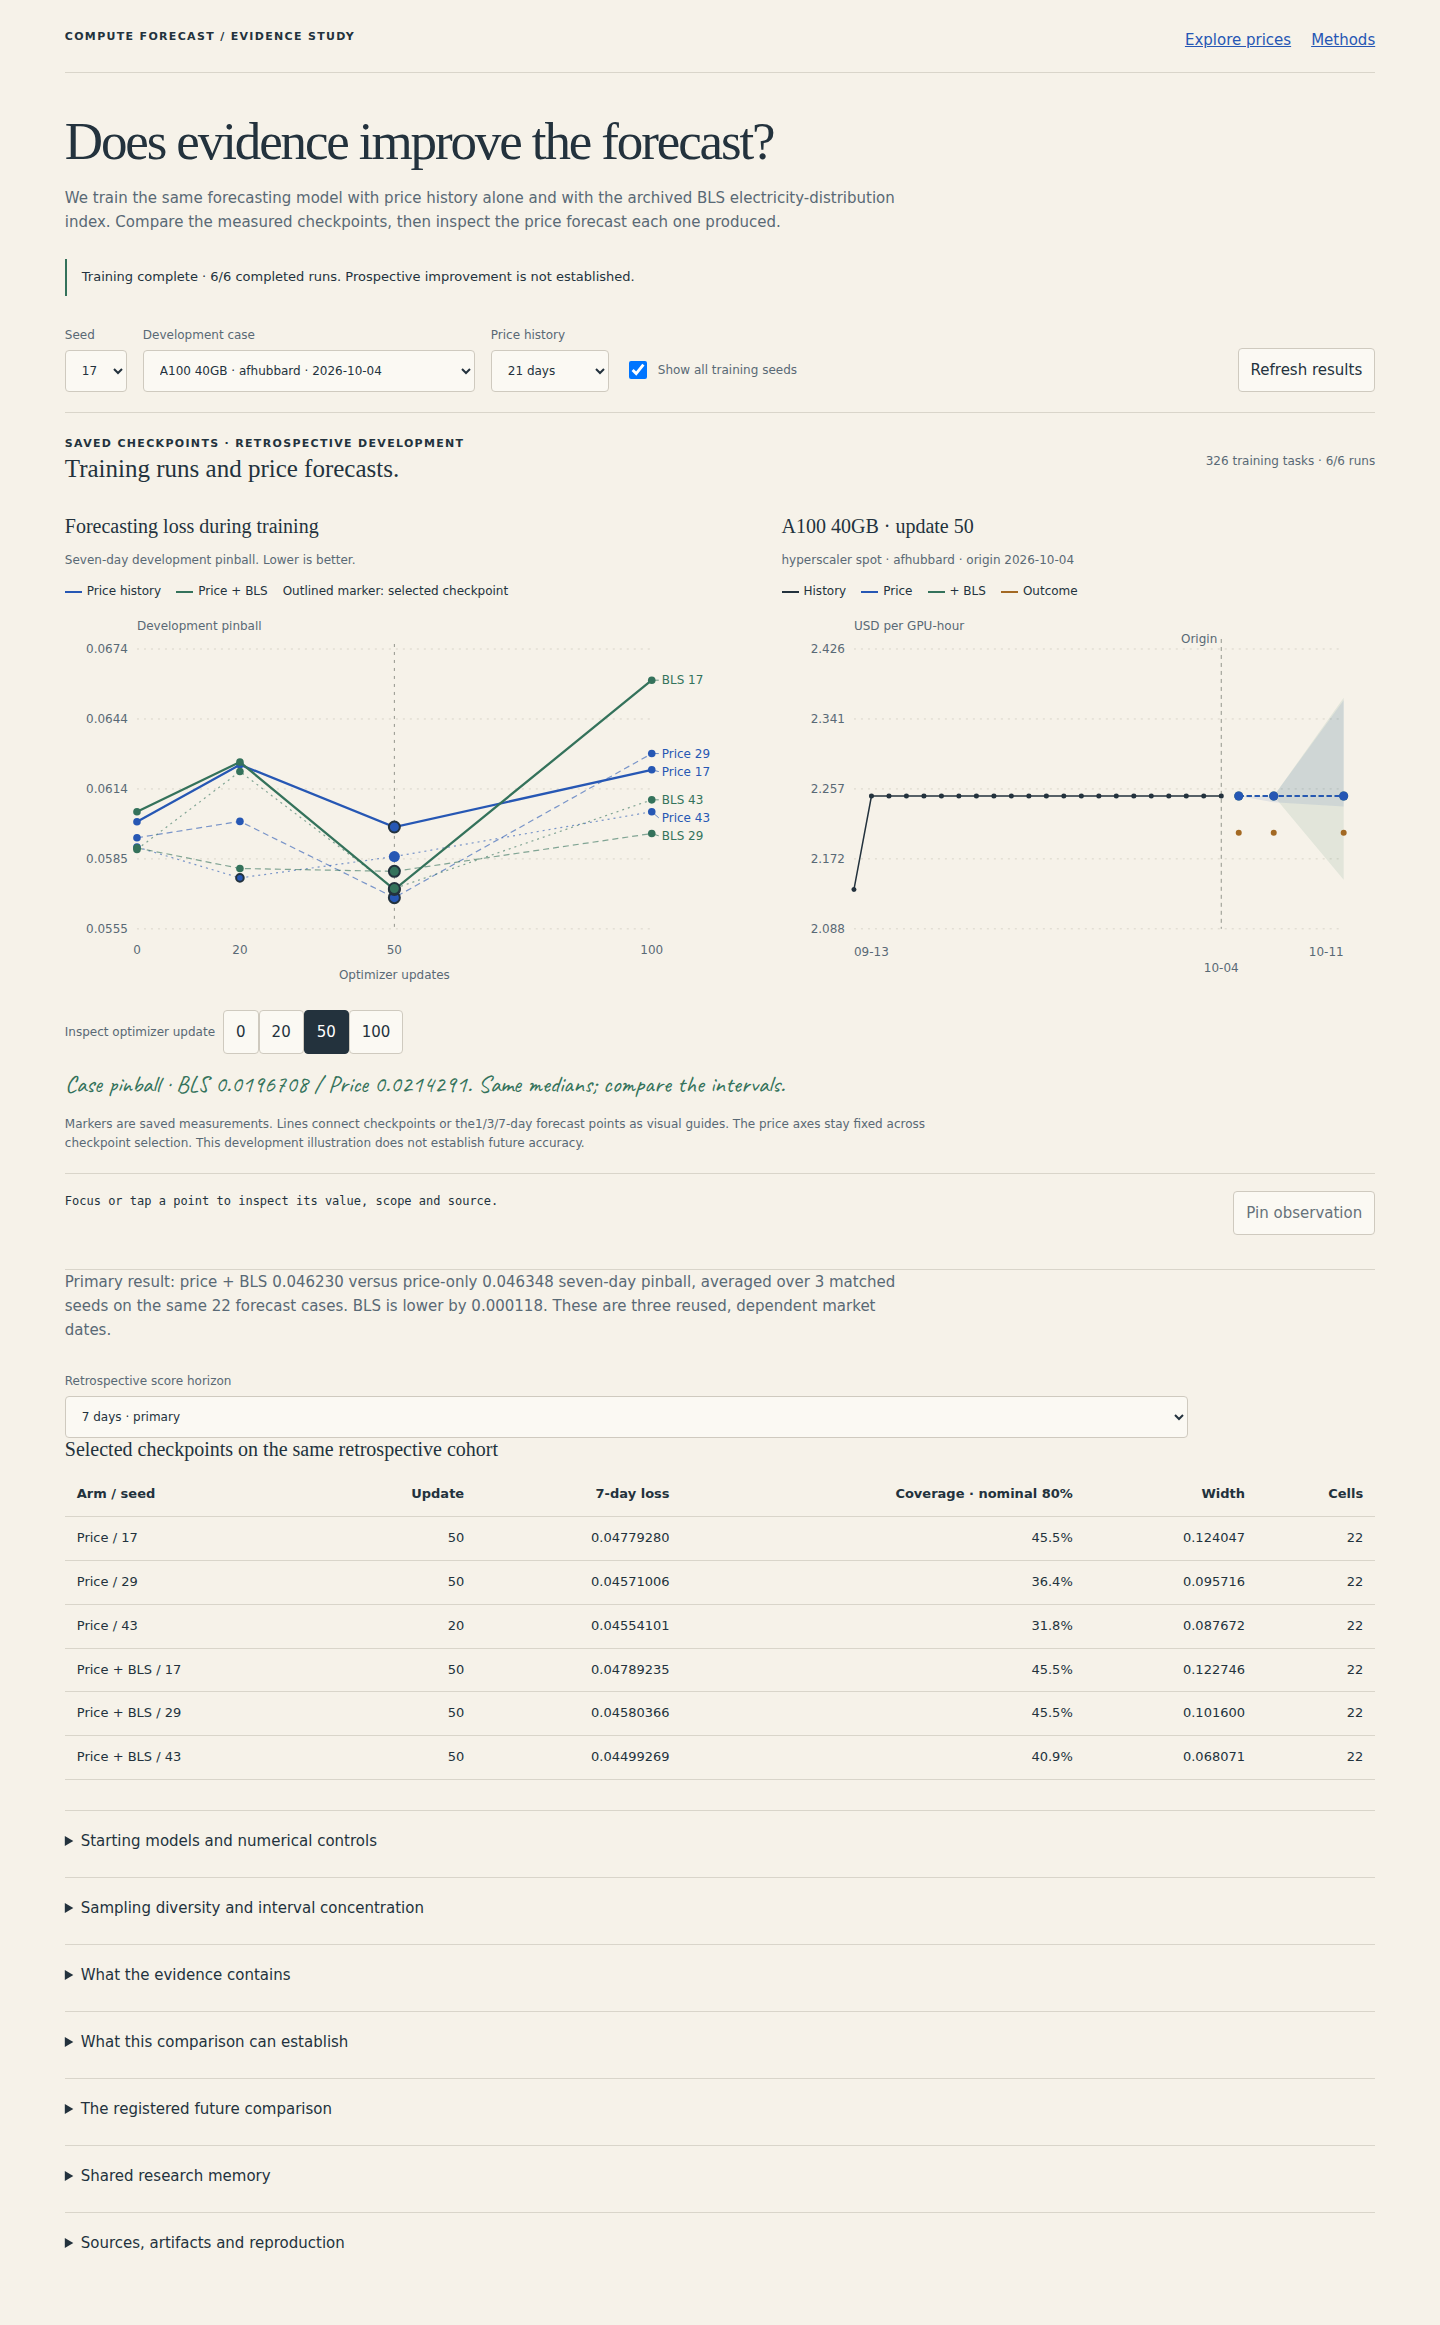 COMPUTE FORECAST / EVIDENCE STUDY
Explore prices Methods
Does evidence improve the forecast?
We train the same forecasting model with price history alone and with the archived BLS electricity-distribution
index. Compare the measured checkpoints, then inspect the price forecast each one produced.
Training complete · 6/6 completed runs. Prospective improvement is not established.
Seed Development case Price history
17 A100 40GB · afhubbard · 2026-10-04 21 days Show all training seeds Refresh results
SAVED CHECKPOINTS · RETROSPECTIVE DEVELOPMENT
Training runs and price forecasts.
326 training tasks · 6/6 runs
Forecasting loss during training
Seven-day development pinball. Lower is better.
Price history Price + BLS Outlined marker: selected checkpoint
Development pinball
0.0674
0.0644
0.0614
0.0585
0.0555
BLS 17
Price 29
Price 17
BLS 43
Price 43
BLS 29
0 20 50 100
Optimizer updates
A100 40GB · update 50
hyperscaler spot · afhubbard · origin 2026-10-04
History Price + BLS Outcome
USD per GPU-hour
Origin
2.426
2.341
2.257
2.172
2.088
09-13 10-11
10-04
Inspect optimizer update 0 20 50 100
Case pinball · BLS 0.0196708 / Price 0.0214291. Same medians; compare the intervals.
Markers are saved measurements. Lines connect checkpoints or the1/3/7-day forecast points as visual guides. The price axes stay fixed across
checkpoint selection. This development illustration does not establish future accuracy.
Focus or tap a point to inspect its value, scope and source.
Pin observation
Primary result: price + BLS 0.046230 versus price-only 0.046348 seven-day pinball, averaged over 3 matched
seeds on the same 22 forecast cases. BLS is lower by 0.000118. These are three reused, dependent market
dates.
Retrospective score horizon
7 days · primary
Selected checkpoints on the same retrospective cohort
Arm / seed Update 7-day loss Coverage · nominal 80% Width Cells
Price / 17 50 0.04779280 45.5% 0.124047 22
Price / 29 50 0.04571006 36.4% 0.095716 22
Price / 43 20 0.04554101 31.8% 0.087672 22
Price + BLS / 17 50 0.04789235 45.5% 0.122746 22
Price + BLS / 29 50 0.04580366 45.5% 0.101600 22
Price + BLS / 43 50 0.04499269 40.9% 0.068071 22
Starting models and numerical controls
Sampling diversity and interval concentration
What the evidence contains
What this comparison can establish
The registered future comparison
Shared research memory
Sources, artifacts and reproduction